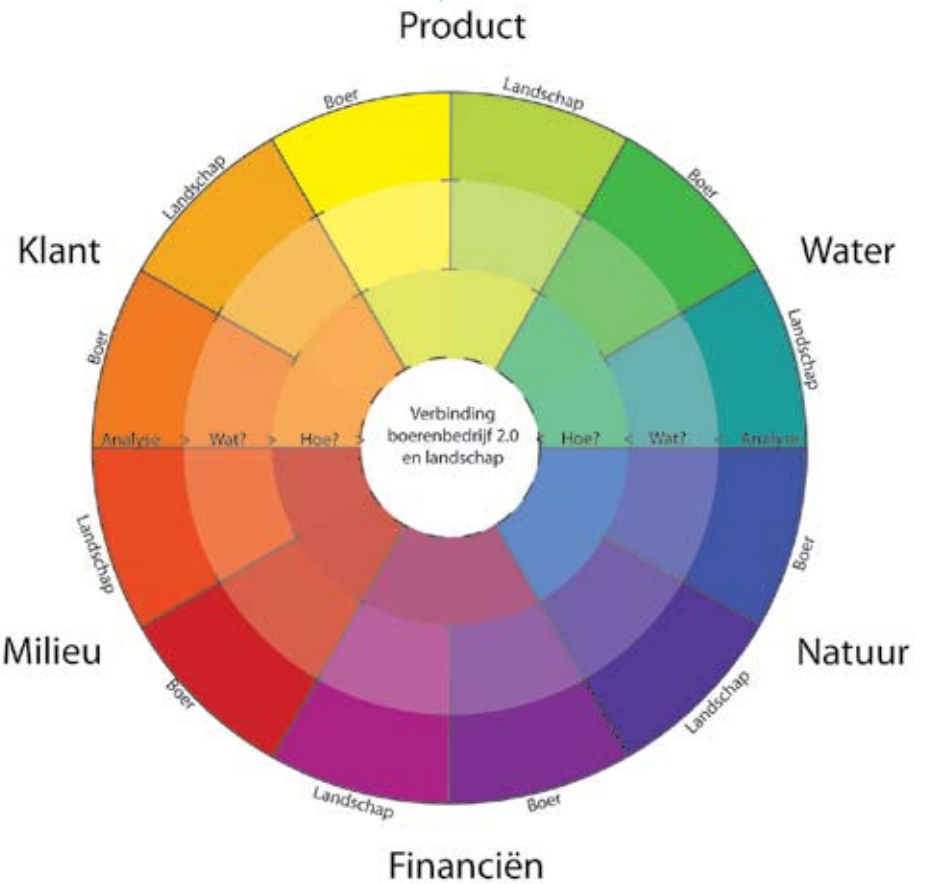 Product
Boer
Landschap
Landschap
Boer
Klant
Water
Boer
Landschap
Verbinding
boerenbedrijf 2.0
en landschap
Analyse > Wat? > Hoe? > < Hoe? < Wat? < Analyse
Landschap
Boer
Milieu
Natuur
Boer
Landschap
Landschap
Boer
Financiën